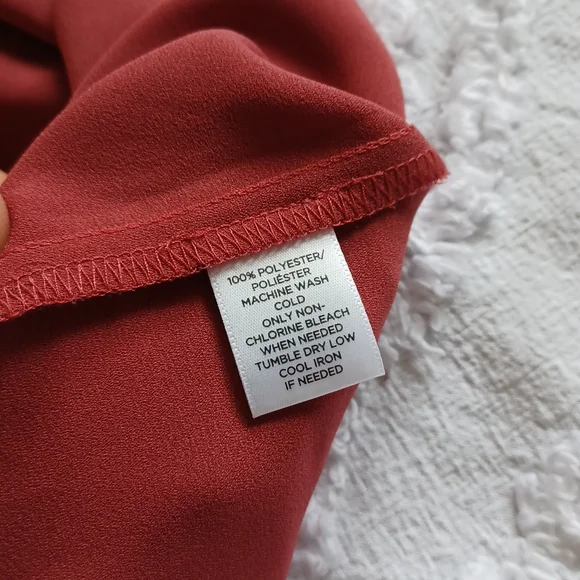 100% POLYESTER/
POLIÉSTER
MACHINE WASH
COLD
ONLY NON-
CHLORINE BLEACH
WHEN NEEDED
TUMBLE DRY LOW
COOL IRON
IF NEEDED